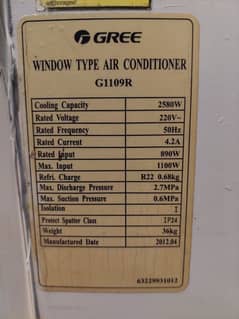 GREE
WINDOW TYPE AIR CONDITIONER
G1109R
Cooling Capacity 2580W
Rated Voltage 220V~
Rated Frequency 50Hz
Rated Current 4.2A
Rated Input 890W
Max. Input 1100W
Refri. Charge R22 0.68kg
Max. Discharge Pressure 2.7MPa
Max. Suction Pressure 0.6MPa
Isolation I
Protect Spatter Class IP24
Weight 36kg
Manufactured Date 2012.04
63229931012